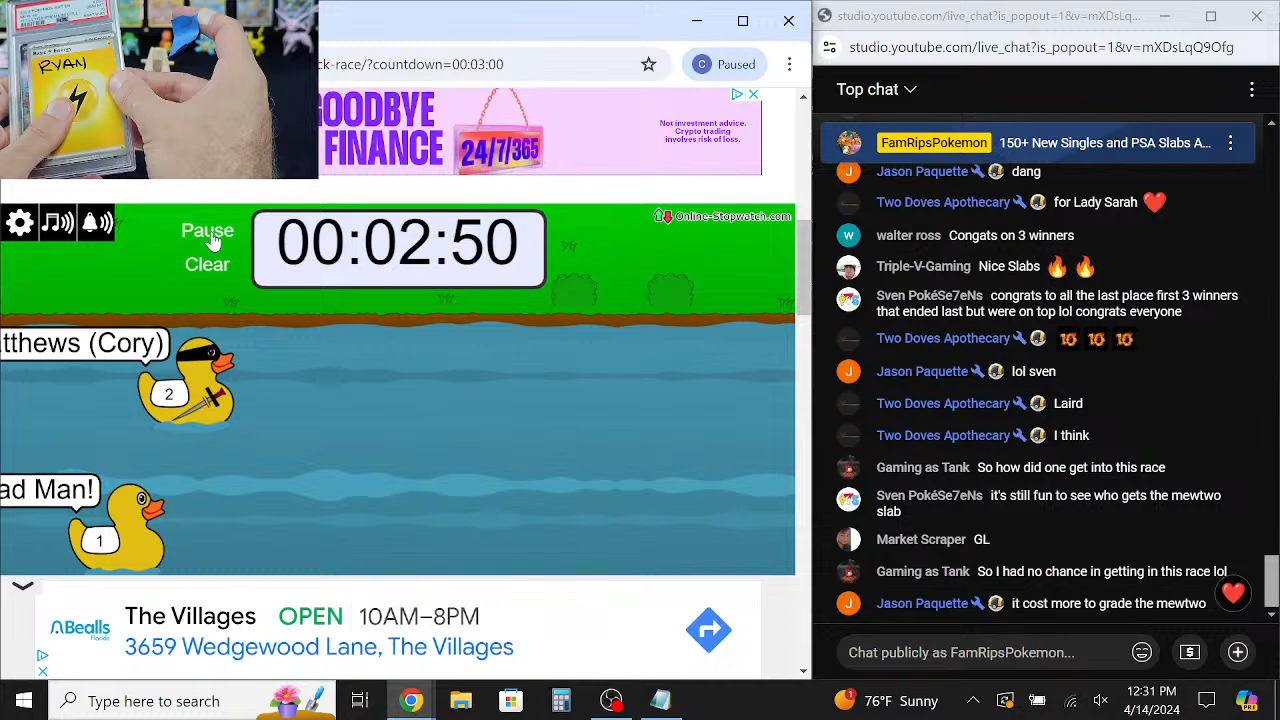 RYAN
ck-race/?countdown=00:03:00
C Paused
GOODBYE
FINANCE
24/7/365
Not investment advice.
Crypto trading
involves risk of loss.
Pause
Clear
00:02:50
Online-Stopwatch.com
tthews (Cory)
2
ad Man!
1
Bealls
Florida
The Villages OPEN 10AM–8PM
3659 Wedgewood Lane, The Villages
studio.youtube.com/live_chat?is_popout=1&v=mXDsLq...
studio.youtube.com/live_chat?is_popout=1&v=mXDsLqQ9Ofg
Top chat
FamRipsPokemon 150+ New Singles and PSA Slabs A...
Jason Paquette dang
Two Doves Apothecary for Lady Sarah
walter ross Congats on 3 winners
Triple-V-Gaming Nice Slabs
Sven PokéSe7eNs congrats to all the last place first 3 winners
that ended last but were on top lol congrats everyone
Two Doves Apothecary
Jason Paquette lol sven
Two Doves Apothecary Laird
Two Doves Apothecary I think
Gaming as Tank So how did one get into this race
Sven PokéSe7eNs it's still fun to see who gets the mewtwo
slab
Market Scraper GL
Gaming as Tank So I had no chance in getting in this race lol
Jason Paquette it cost more to grade the mewtwo
Chat publicly as FamRipsPokemon...
Type here to search
76°F Sunny
12:31 PM
4/14/2024